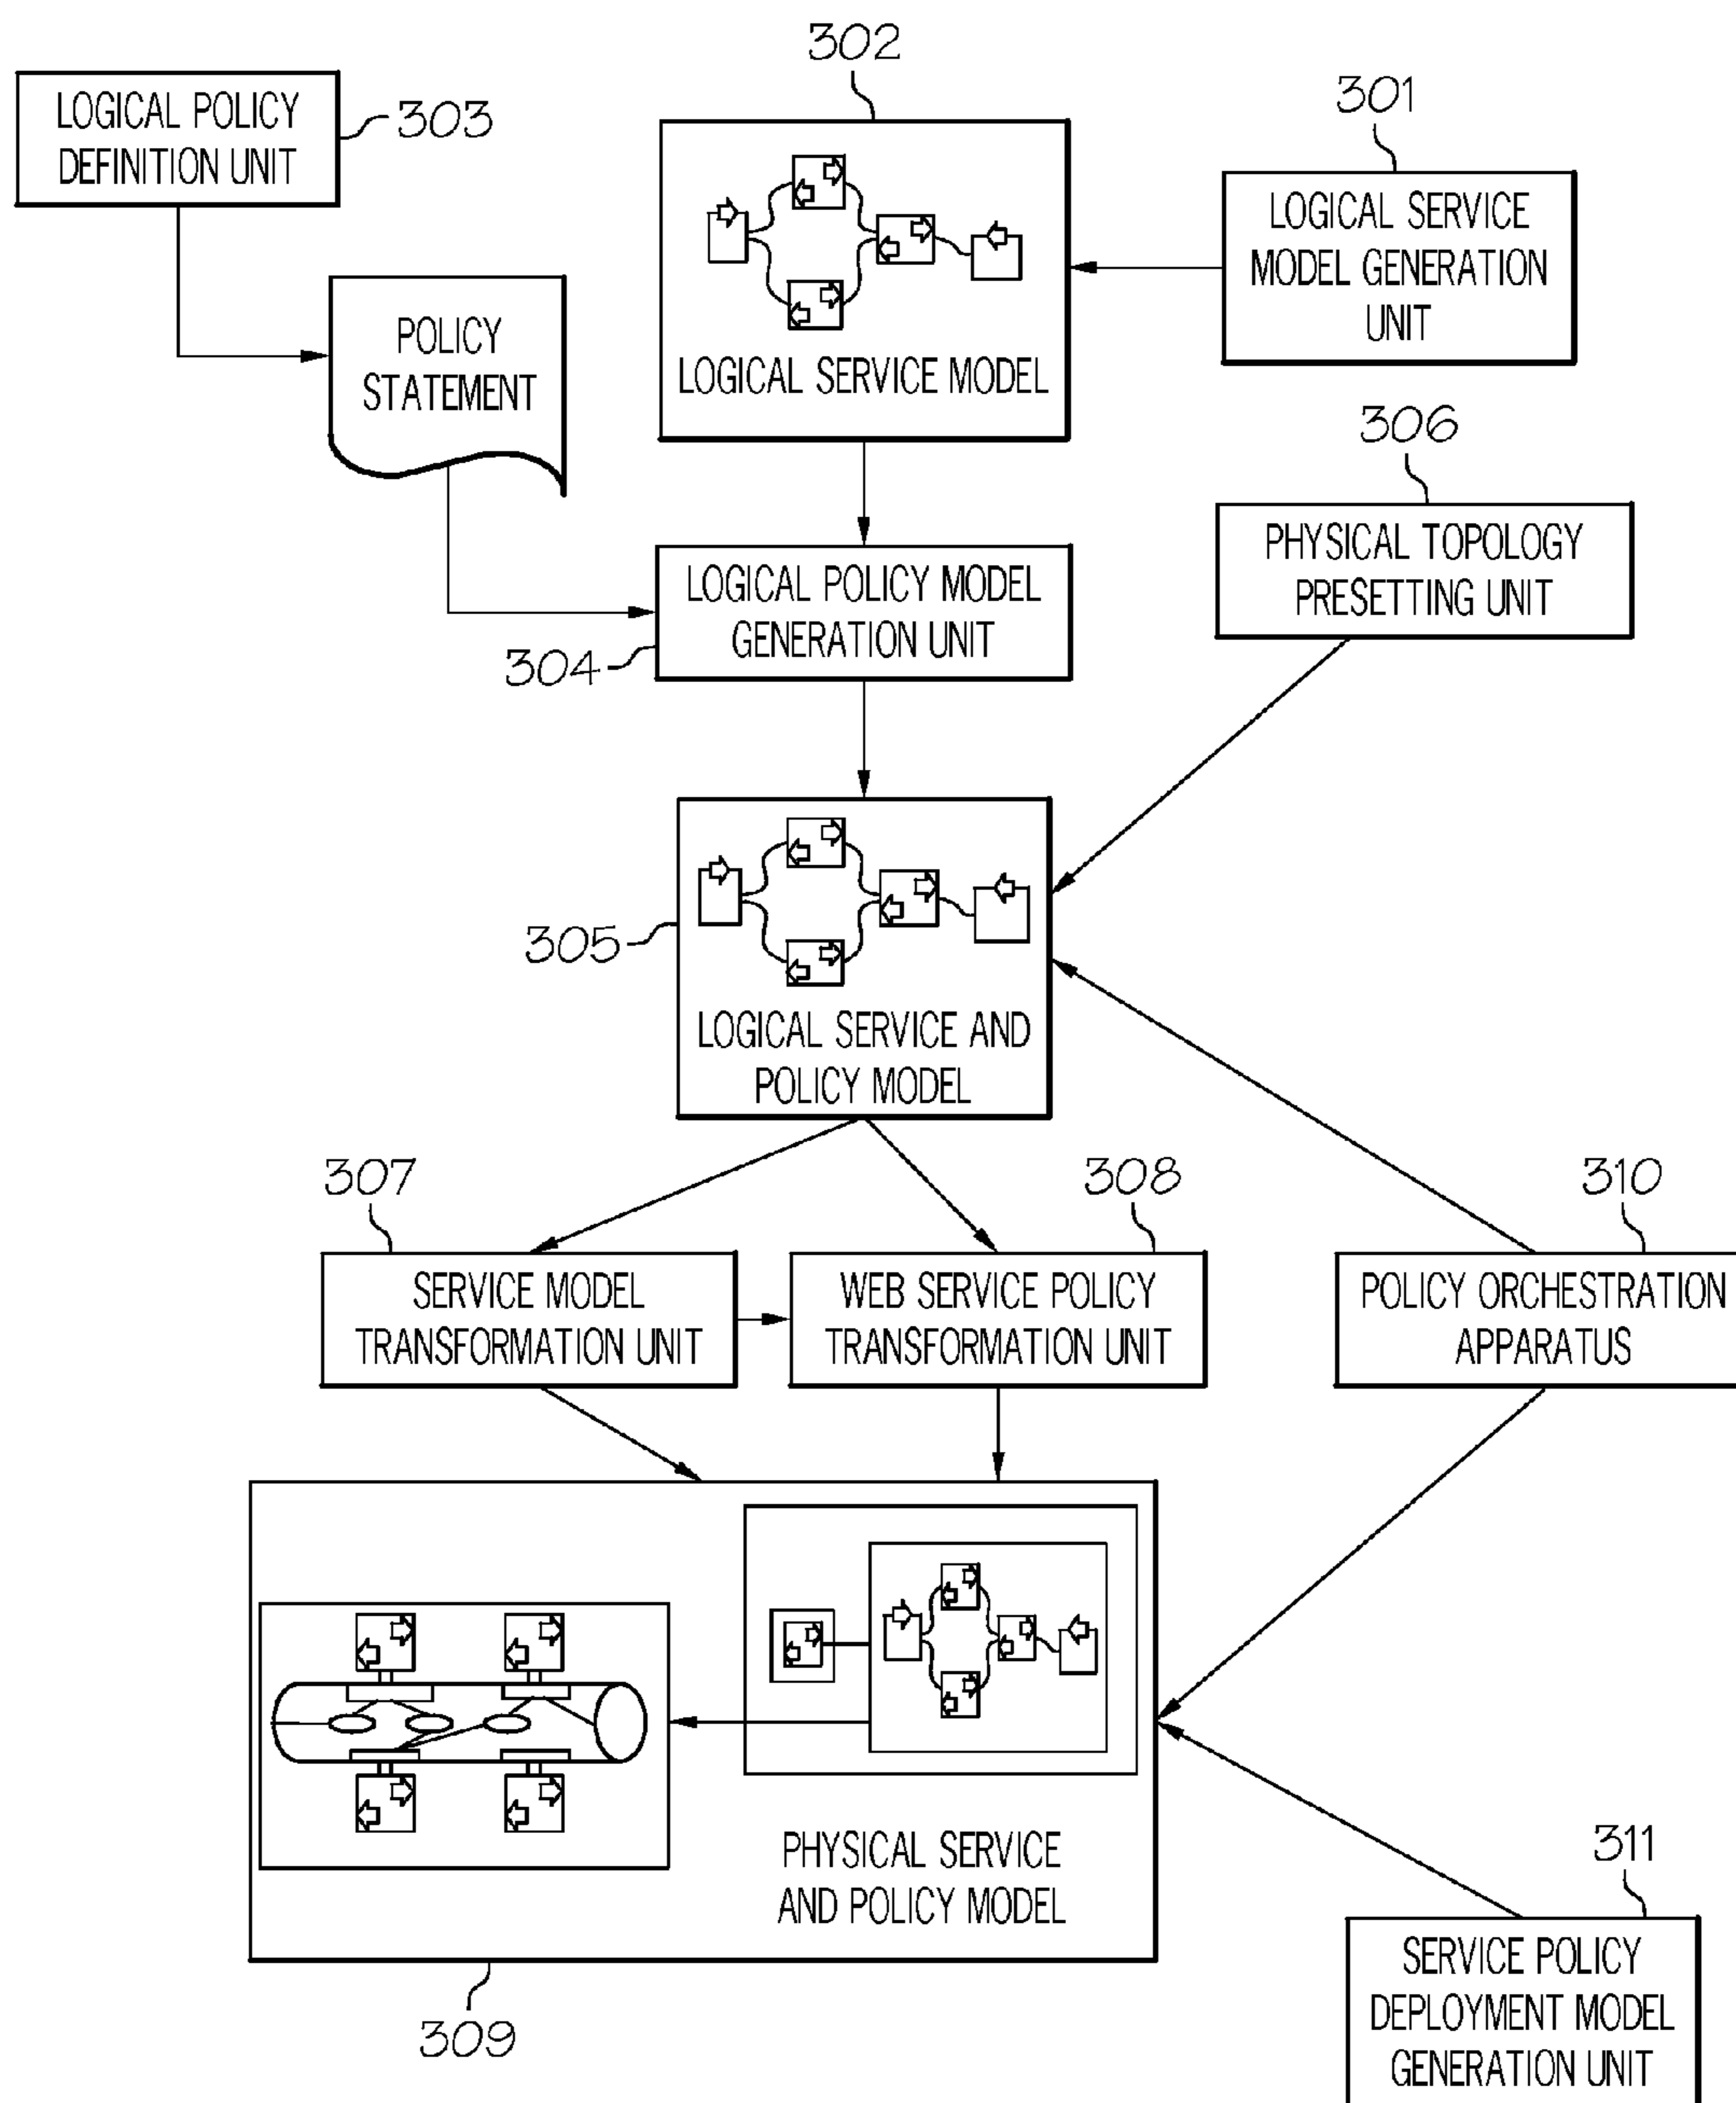 302
LOGICAL POLICY
DEFINITION UNIT
303
301
LOGICAL SERVICE
MODEL GENERATION
UNIT
POLICY
STATEMENT
LOGICAL SERVICE MODEL
306
PHYSICAL TOPOLOGY
PRESETTING UNIT
LOGICAL POLICY MODEL
GENERATION UNIT
304
305
LOGICAL SERVICE AND
POLICY MODEL
307
308
310
SERVICE MODEL
TRANSFORMATION UNIT
WEB SERVICE POLICY
TRANSFORMATION UNIT
POLICY ORCHESTRATION
APPARATUS
PHYSICAL SERVICE
AND POLICY MODEL
311
SERVICE POLICY
DEPLOYMENT MODEL
GENERATION UNIT
309